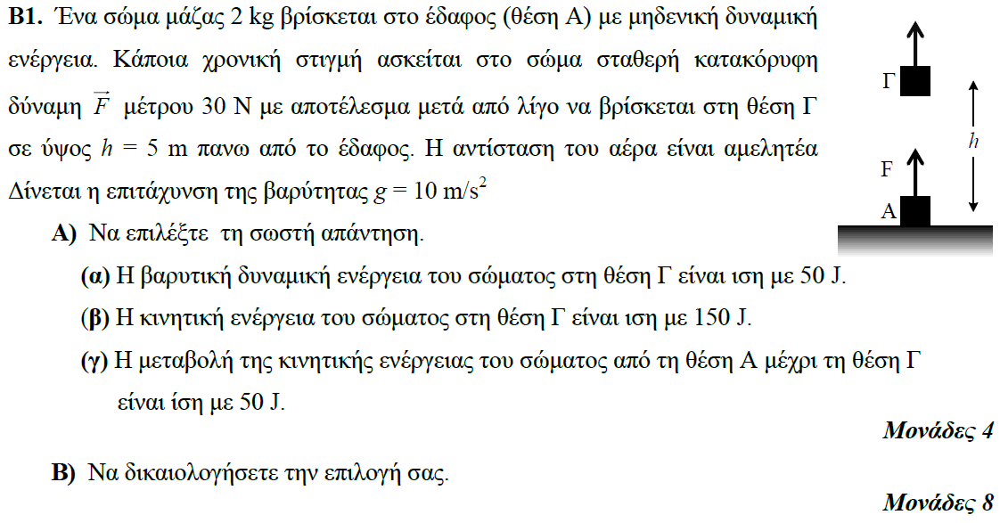 B1. Ένα σώμα μάζας 2 kg βρίσκεται στο έδαφος (θέση Α) με μηδενική δυναμική
ενέργεια. Κάποια χρονική στιγμή ασκείται στο σώμα σταθερή κατακόρυφη
δύναμη F⃗ μέτρου 30 N με αποτέλεσμα μετά από λίγο να βρίσκεται στη θέση Γ
σε ύψος h = 5 m πανω από το έδαφος. Η αντίσταση του αέρα είναι αμελητέα
Δίνεται η επιτάχυνση της βαρύτητας g = 10 m/s²
Α) Να επιλέξτε τη σωστή απάντηση.
(α) Η βαρυτική δυναμική ενέργεια του σώματος στη θέση Γ είναι ιση με 50 J.
(β) Η κινητική ενέργεια του σώματος στη θέση Γ είναι ιση με 150 J.
(γ) Η μεταβολή της κινητικής ενέργειας του σώματος από τη θέση Α μέχρι τη θέση Γ
είναι ίση με 50 J.
Μονάδες 4
Β) Να δικαιολογήσετε την επιλογή σας.
Μονάδες 8
Γ
h
F
A